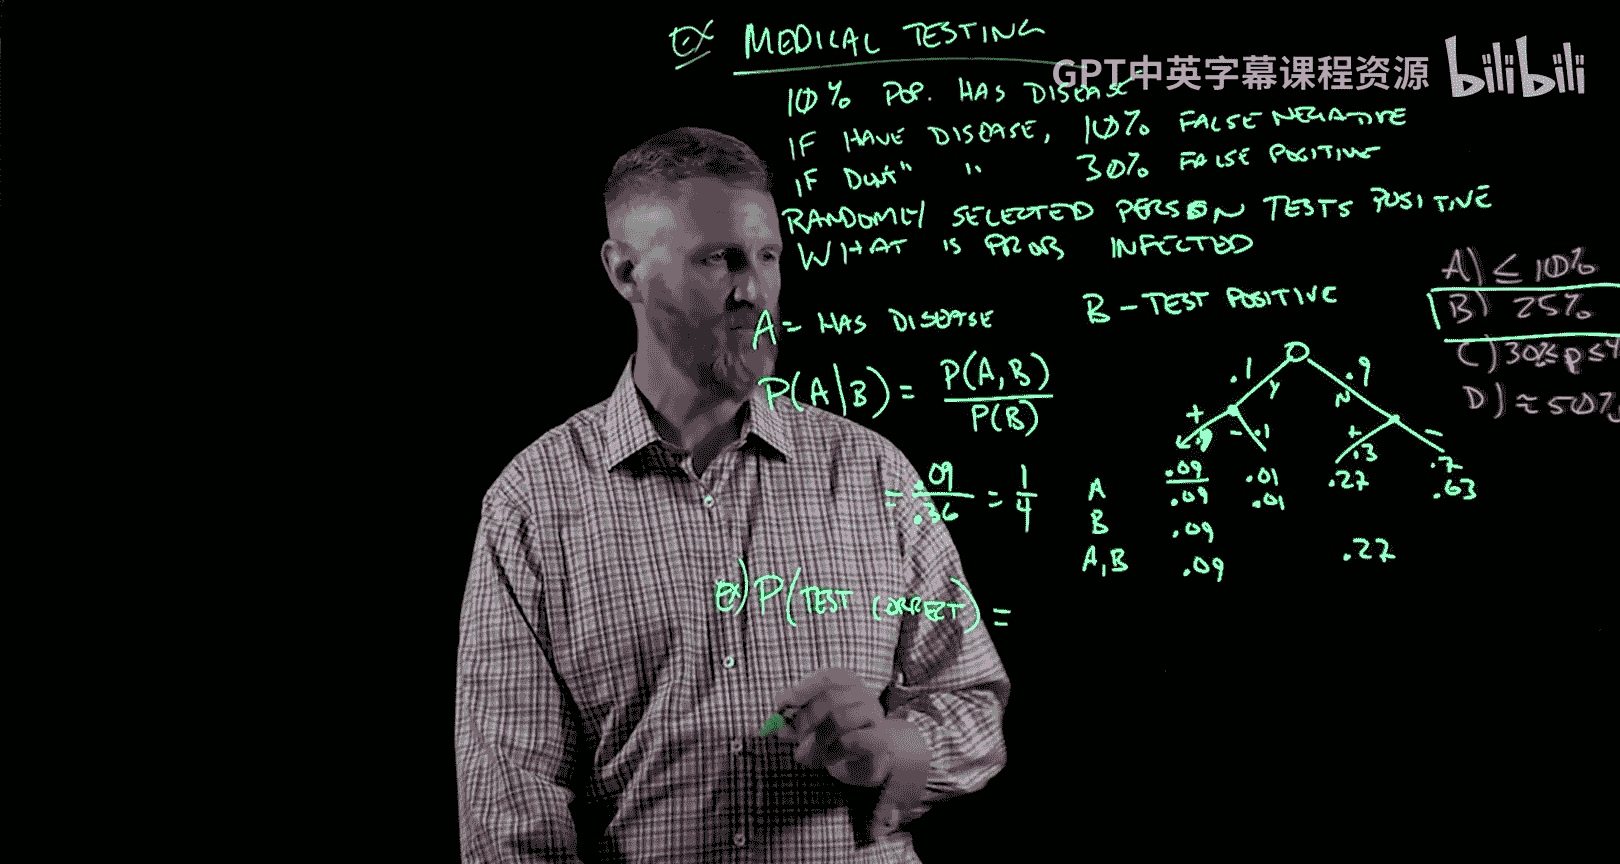 EX MEDICAL TESTING
GPT中英字幕课程资源 bilibili
10% POP. HAS DISEASE
IF HAVE DISEASE, 10% FALSE NEGATIVE
IF DON'T " " 30% FALSE POSITIVE
RANDOMLY SELECTED PERSON TESTS POSITIVE
WHAT IS PROB INFECTED
A) ≤ 10%
B) 25%
C) 30% ≤ p ≤ 4
D) ≈ 50%
A = HAS DISEASE B - TEST POSITIVE
P(A|B) = P(A,B) / P(B)
= .09 / .36 = 1/4
.1 Y .9 N
+ .9 - .1 + .3 - .7
.09 .01 .27 .63
A .09 .01
B .09 .27
A,B .09
EX) P(TEST CORRECT) =